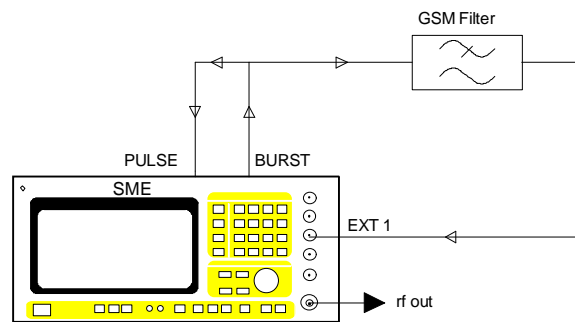 GSM Filter
PULSE
BURST
SME
EXT 1
rf out